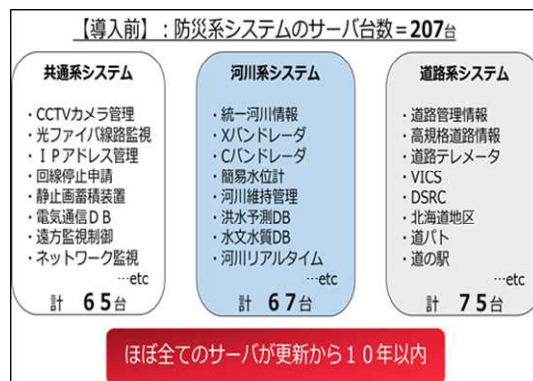 【導入前】:防災系システムのサーバ台数=207台
共通系システム
・CCTVカメラ管理
・光ファイバ線路監視
・IPアドレス管理
・回線停止申請
・静止画蓄積装置
・電気通信DB
・遠方監視制御
・ネットワーク監視
…etc
計 65台
河川系システム
・統一河川情報
・Xバンドレーダ
・Cバンドレーダ
・簡易水位計
・河川維持管理
・洪水予測DB
・水文水質DB
・河川リアルタイム
…etc
計 67台
道路系システム
・道路管理情報
・高規格道路情報
・道路テレメータ
・VICS
・DSRC
・北海道地区
・道パト
・道の駅
…etc
計 75台
ほぼ全てのサーバが更新から10年以内